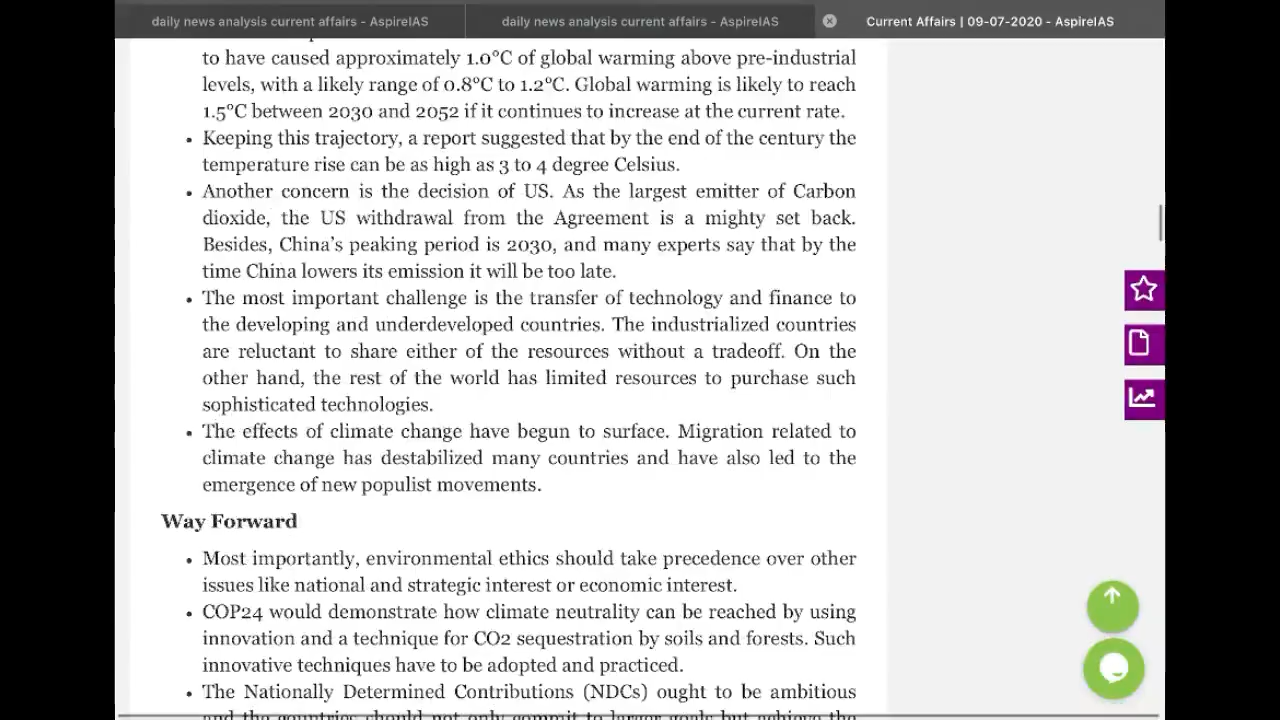 daily news analysis current affairs - AspireIAS
daily news analysis current affairs - AspireIAS
Current Affairs | 09-07-2020 - AspireIAS
to have caused approximately 1.0°C of global warming above pre-industrial
levels, with a likely range of 0.8°C to 1.2°C. Global warming is likely to reach
1.5°C between 2030 and 2052 if it continues to increase at the current rate.
• Keeping this trajectory, a report suggested that by the end of the century the
temperature rise can be as high as 3 to 4 degree Celsius.
• Another concern is the decision of US. As the largest emitter of Carbon
dioxide, the US withdrawal from the Agreement is a mighty set back.
Besides, China's peaking period is 2030, and many experts say that by the
time China lowers its emission it will be too late.
• The most important challenge is the transfer of technology and finance to
the developing and underdeveloped countries. The industrialized countries
are reluctant to share either of the resources without a tradeoff. On the
other hand, the rest of the world has limited resources to purchase such
sophisticated technologies.
• The effects of climate change have begun to surface. Migration related to
climate change has destabilized many countries and have also led to the
emergence of new populist movements.
Way Forward
• Most importantly, environmental ethics should take precedence over other
issues like national and strategic interest or economic interest.
• COP24 would demonstrate how climate neutrality can be reached by using
innovation and a technique for CO2 sequestration by soils and forests. Such
innovative techniques have to be adopted and practiced.
• The Nationally Determined Contributions (NDCs) ought to be ambitious
and the countries should not only commit to larger goals but achieve the